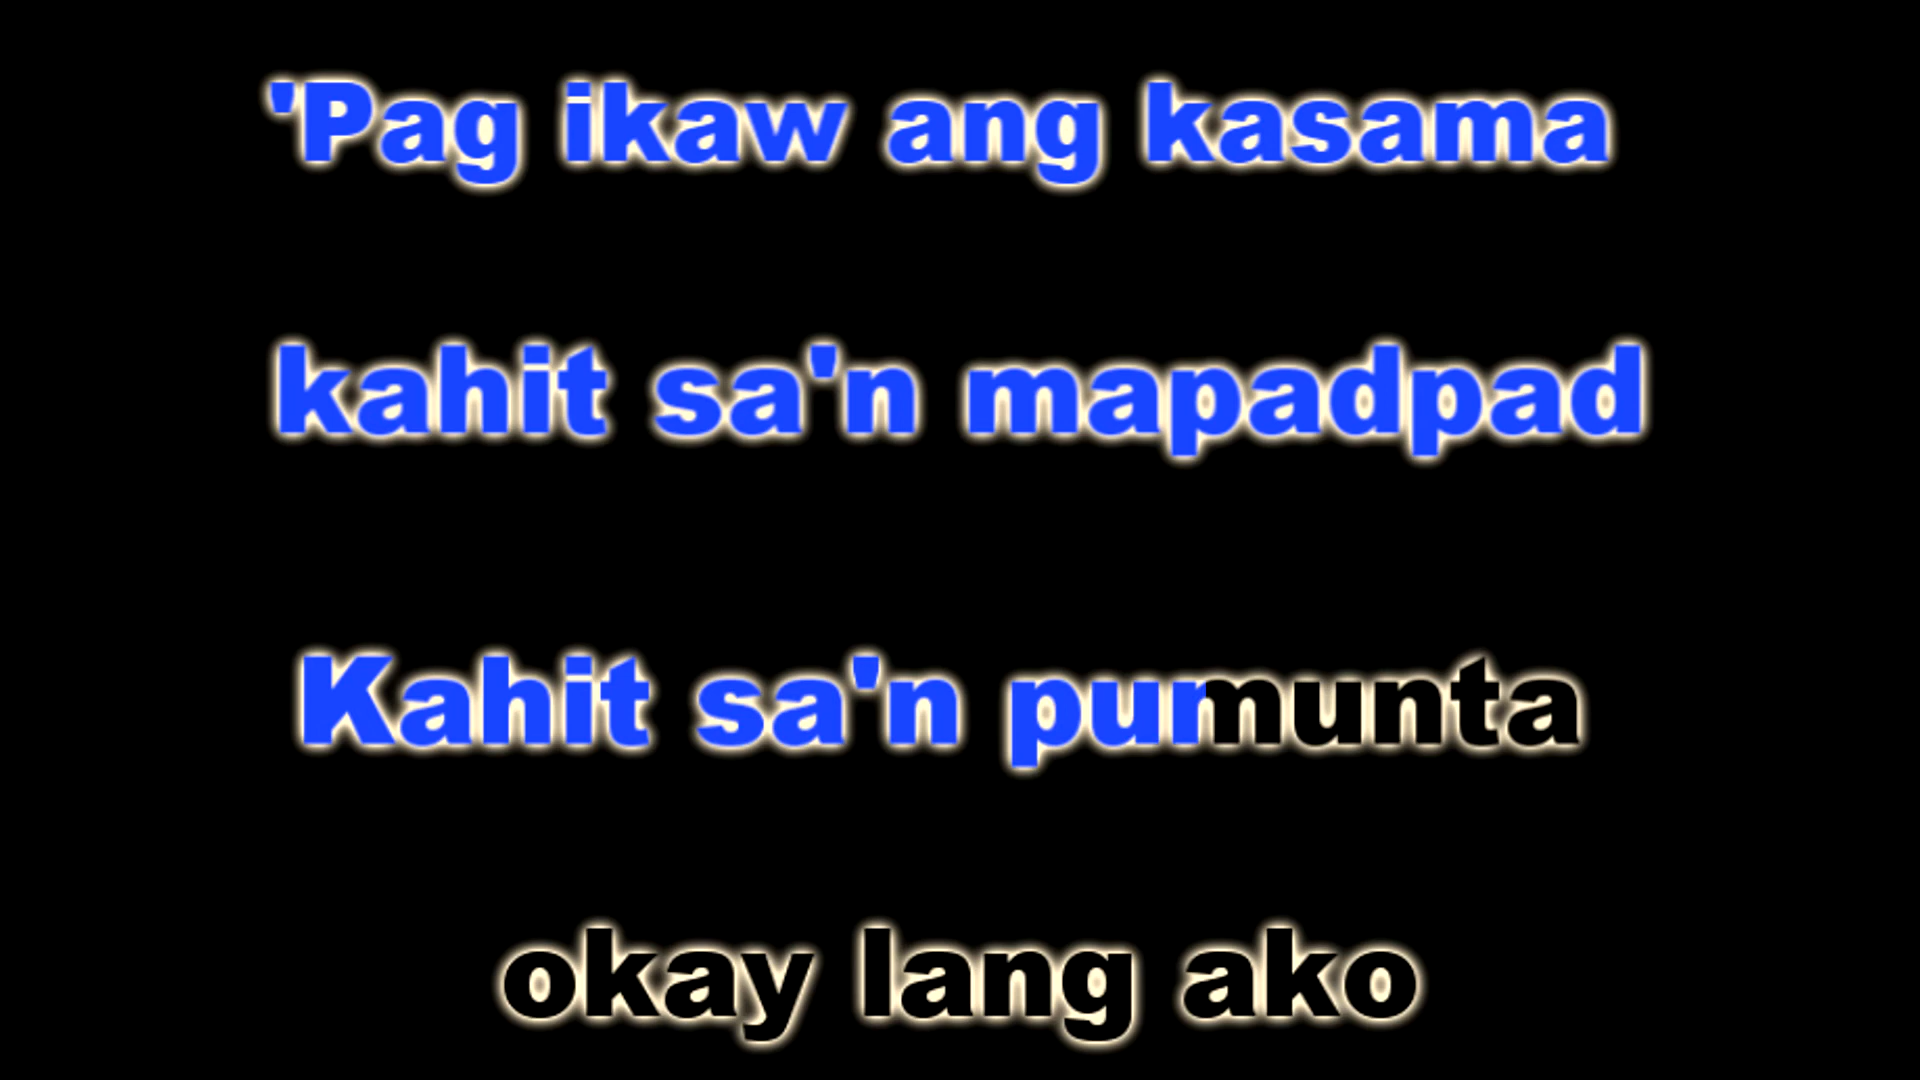 'Pag ikaw ang kasama
kahit sa'n mapadpad
Kahit sa'n pumunta
okay lang ako